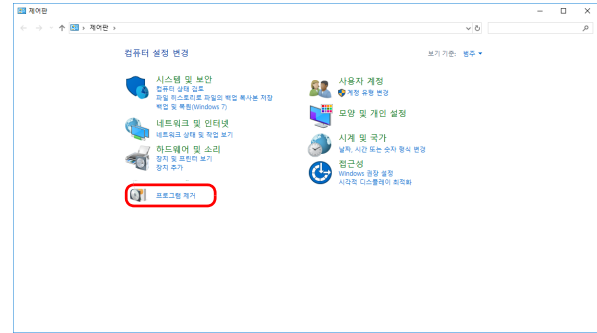 제어판
제어판
컴퓨터 설정 변경
보기 기준: 범주
시스템 및 보안
컴퓨터 상태 검토
파일 히스토리로 파일의 백업 복사본 저장
백업 및 복원(Windows 7)
네트워크 및 인터넷
네트워크 상태 및 작업 보기
하드웨어 및 소리
장치 및 프린터 보기
장치 추가
프로그램 제거
사용자 계정
계정 유형 변경
모양 및 개인 설정
시계 및 국가
날짜, 시간 또는 숫자 형식 변경
접근성
Windows 권장 설정
시각적 디스플레이 최적화